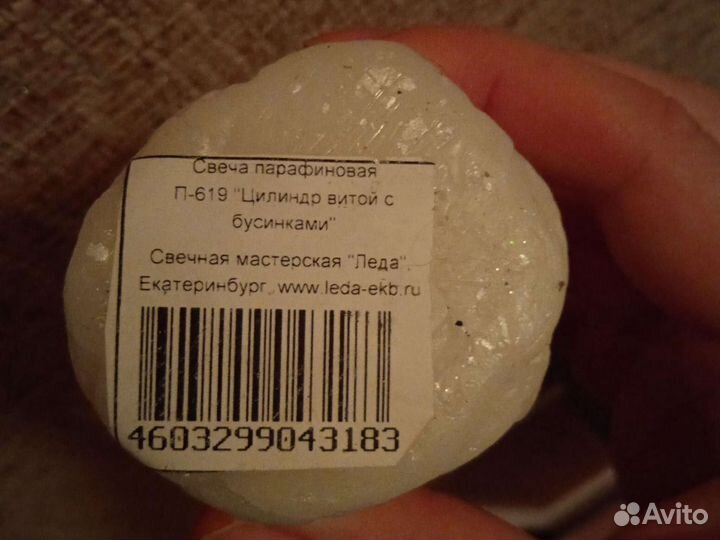 Свеча парафиновая
П-619 "Цилиндр витой с
бусинками"
Свечная мастерская "Леда",
Екатеринбург, www.leda-ekb.ru
4603299043183
Avito